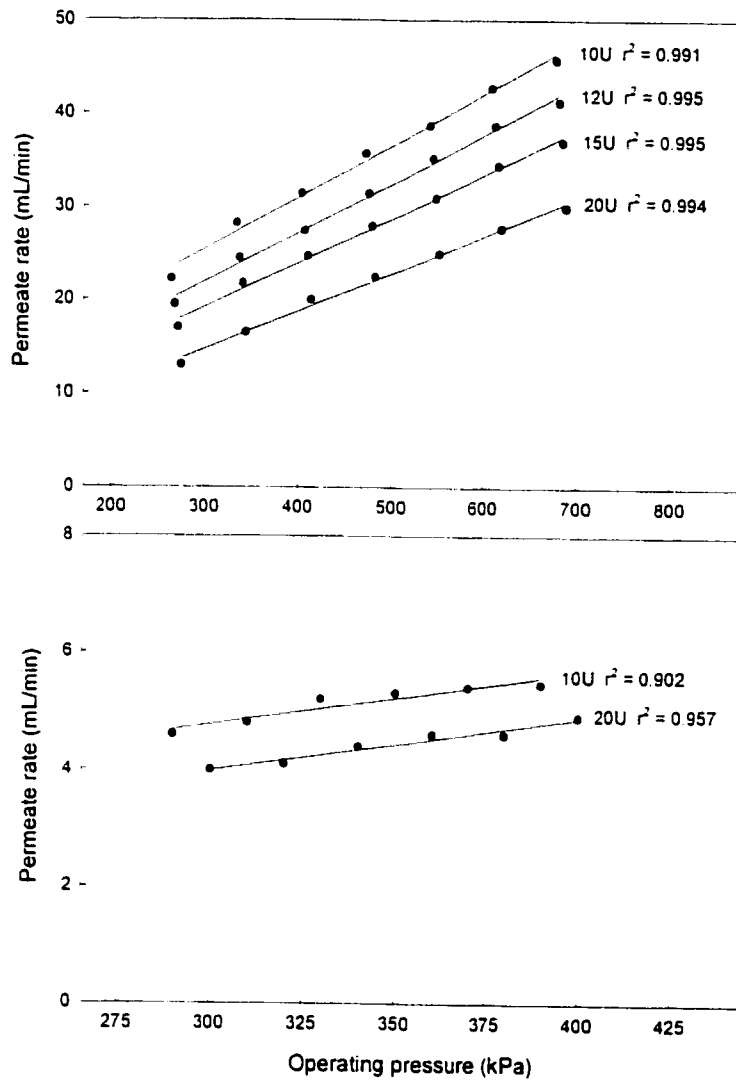 50
40
30
20
10
0
Permeate rate (mL/min)
10U r² = 0.991
12U r² = 0.995
15U r² = 0.995
20U r² = 0.994
200 300 400 500 600 700 800
8
6
4
2
0
Permeate rate (mL/min)
10U r² = 0.902
20U r² = 0.957
275 300 325 350 375 400 425
Operating pressure (kPa)